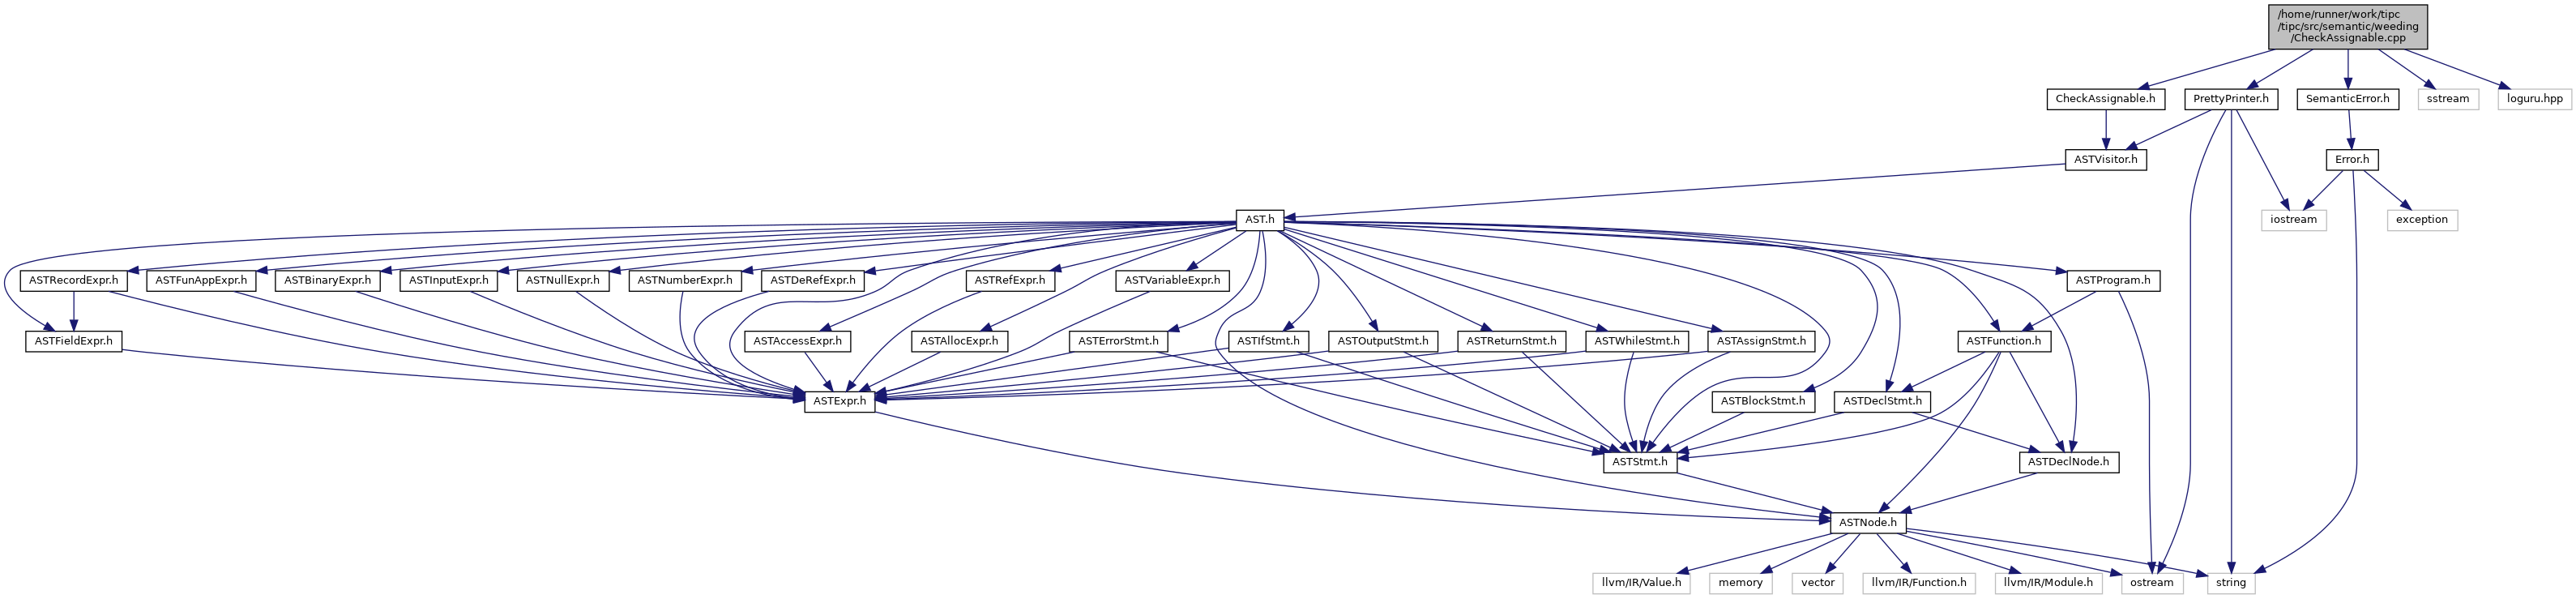 /home/runner/work/tipc
/tipc/src/semantic/weeding
/CheckAssignable.cpp
CheckAssignable.h
PrettyPrinter.h
SemanticError.h
sstream
loguru.hpp
ASTVisitor.h
Error.h
AST.h
iostream
exception
ASTRecordExpr.h
ASTFunAppExpr.h
ASTBinaryExpr.h
ASTInputExpr.h
ASTNullExpr.h
ASTNumberExpr.h
ASTDeRefExpr.h
ASTRefExpr.h
ASTVariableExpr.h
ASTProgram.h
ASTFieldExpr.h
ASTAccessExpr.h
ASTAllocExpr.h
ASTErrorStmt.h
ASTIfStmt.h
ASTOutputStmt.h
ASTReturnStmt.h
ASTWhileStmt.h
ASTAssignStmt.h
ASTFunction.h
ASTExpr.h
ASTBlockStmt.h
ASTDeclStmt.h
ASTStmt.h
ASTDeclNode.h
ASTNode.h
llvm/IR/Value.h
memory
vector
llvm/IR/Function.h
llvm/IR/Module.h
ostream
string